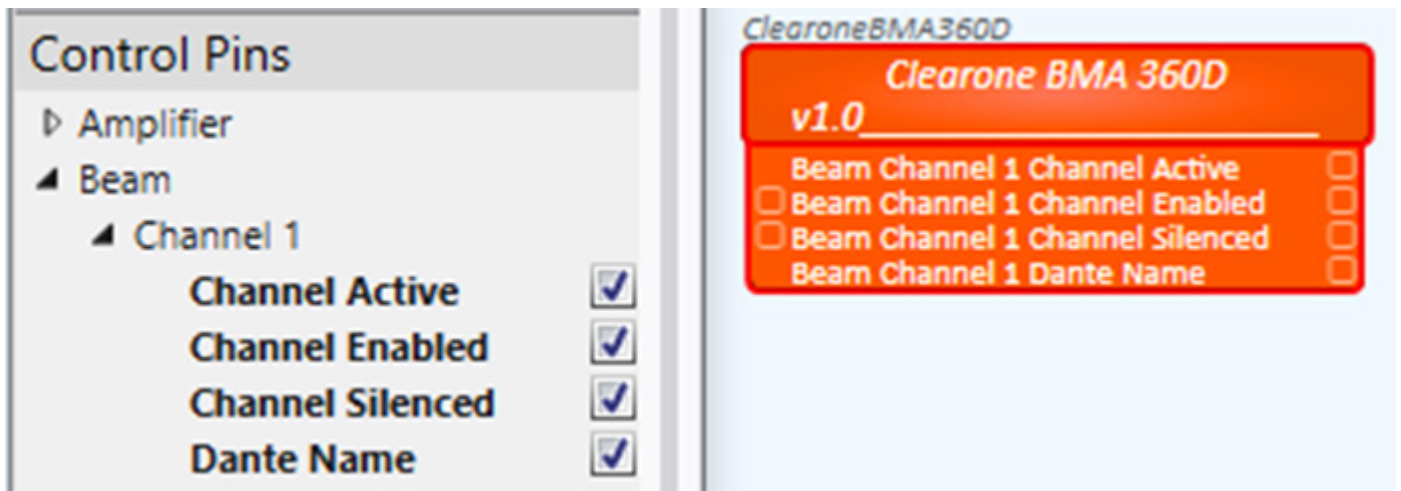 Control Pins
Amplifier
Beam
Channel 1
Channel Active
Channel Enabled
Channel Silenced
Dante Name
ClearoneBMA360D
Clearone BMA 360D
v1.0
Beam Channel 1 Channel Active
Beam Channel 1 Channel Enabled
Beam Channel 1 Channel Silenced
Beam Channel 1 Dante Name